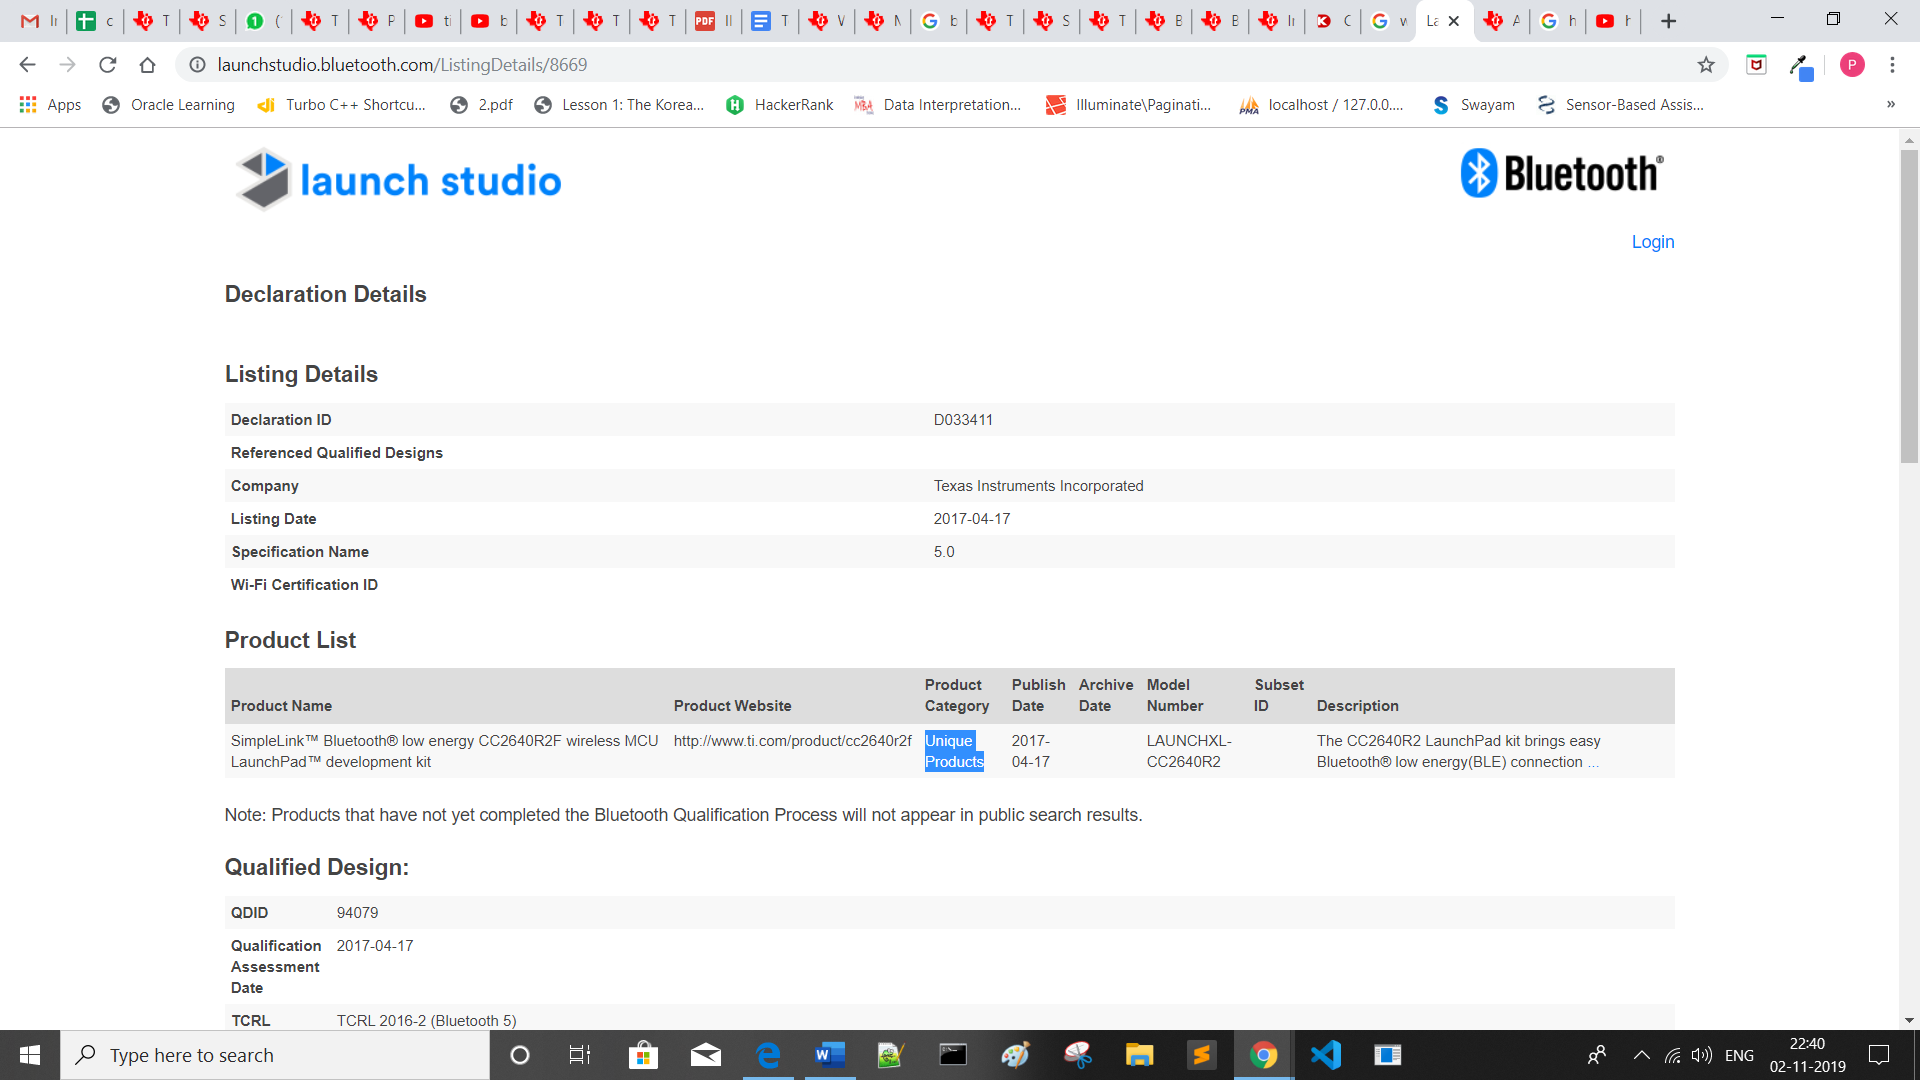 launchstudio.bluetooth.com/ListingDetails/8669
Apps Oracle Learning Turbo C++ Shortcu... 2.pdf Lesson 1: The Korea... HackerRank Data Interpretation... Illuminate\Paginati... localhost / 127.0.0.... Swayam Sensor-Based Assis... »
launch studio
Bluetooth®
Login
Declaration Details
Listing Details
Declaration ID D033411
Referenced Qualified Designs
Company Texas Instruments Incorporated
Listing Date 2017-04-17
Specification Name 5.0
Wi-Fi Certification ID
Product List
Product Name Product Website Product Category Publish Date Archive Date Model Number Subset ID Description
SimpleLink™ Bluetooth® low energy CC2640R2F wireless MCU http://www.ti.com/product/cc2640r2f Unique 2017- LAUNCHXL- The CC2640R2 LaunchPad kit brings easy
LaunchPad™ development kit Products 04-17 CC2640R2 Bluetooth® low energy(BLE) connection ...
Note: Products that have not yet completed the Bluetooth Qualification Process will not appear in public search results.
Qualified Design:
QDID 94079
Qualification 2017-04-17
Assessment
Date
TCRL TCRL 2016-2 (Bluetooth 5)
Type here to search
ENG
22:40
02-11-2019